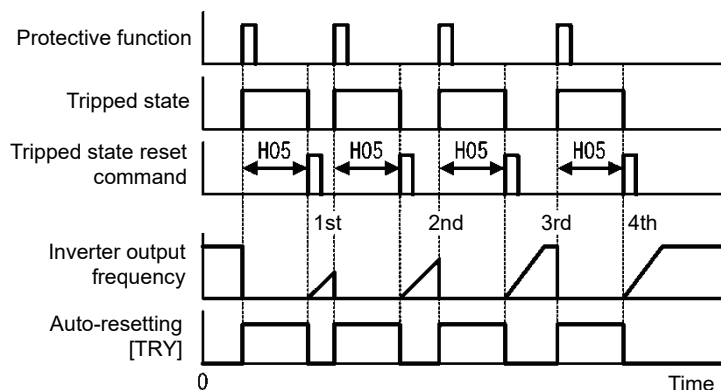 Protective function
Tripped state
Tripped state reset
command
H05 H05 H05 H05
1st 2nd 3rd 4th
Inverter output
frequency
Auto-resetting
[TRY]
0 Time